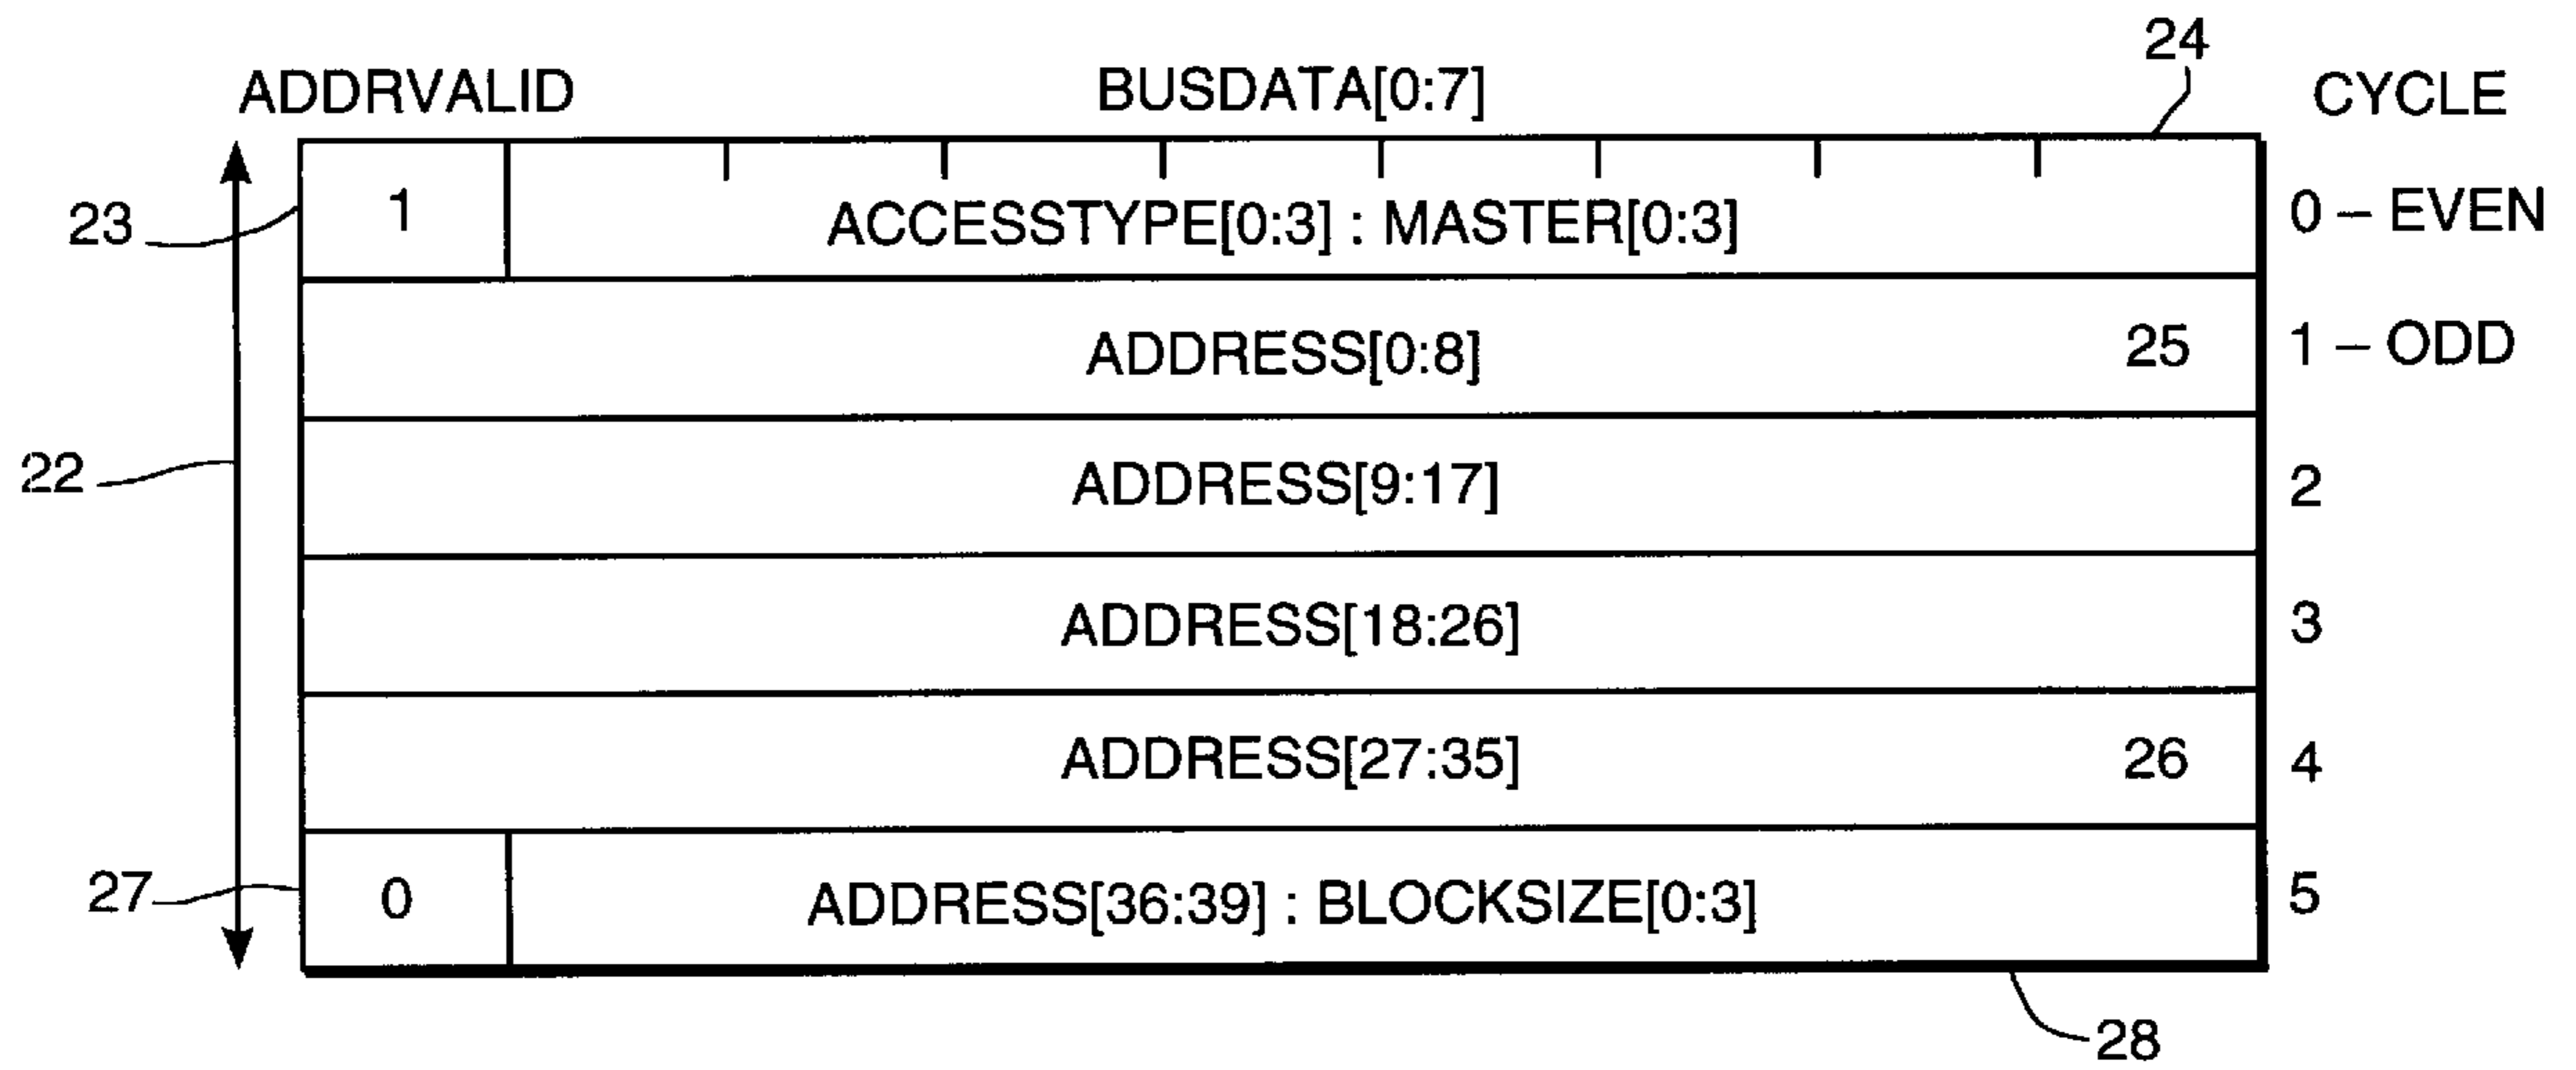 24
ADDRVALID BUSDATA[0:7] CYCLE
23 1 ACCESSTYPE[0:3] : MASTER[0:3] 0 – EVEN
ADDRESS[0:8] 25 1 – ODD
22 ADDRESS[9:17] 2
ADDRESS[18:26] 3
ADDRESS[27:35] 26 4
27 0 ADDRESS[36:39] : BLOCKSIZE[0:3] 5
28